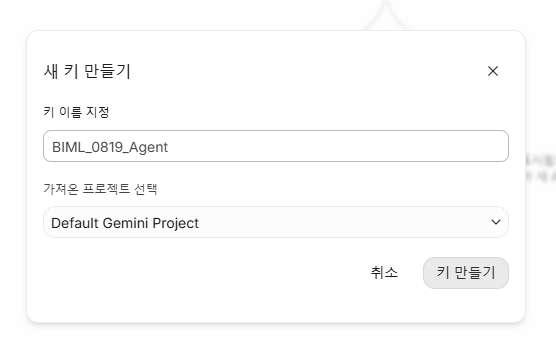 새 키 만들기
키 이름 지정
BIML_0819_Agent
가져온 프로젝트 선택
Default Gemini Project
취소
키 만들기